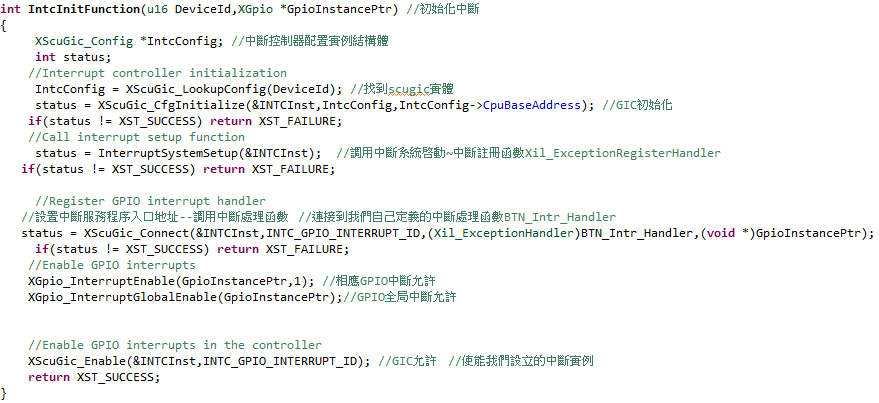 int IntcInitFunction(u16 DeviceId,XGpio *GpioInstancePtr) //初始化中斷
{
XScuGic_Config *IntcConfig; //中斷控制器配置實例結構體
int status;
//Interrupt controller initialization
IntcConfig = XScuGic_LookupConfig(DeviceId); //找到scugic實體
status = XScuGic_CfgInitialize(&INTCInst,IntcConfig,IntcConfig->CpuBaseAddress); //GIC初始化
if(status != XST_SUCCESS) return XST_FAILURE;
//Call interrupt setup function
status = InterruptSystemSetup(&INTCInst); //調用中斷系統啓動~中斷註冊函數Xil_ExceptionRegisterHandler
if(status != XST_SUCCESS) return XST_FAILURE;
//Register GPIO interrupt handler
//設置中斷服務程序入口地址--調用中斷處理函數 //連接到我們自己定義的中斷處理函數BTN_Intr_Handler
status = XScuGic_Connect(&INTCInst,INTC_GPIO_INTERRUPT_ID,(Xil_ExceptionHandler)BTN_Intr_Handler,(void *)GpioInstancePtr);
if(status != XST_SUCCESS) return XST_FAILURE;
//Enable GPIO interrupts
XGpio_InterruptEnable(GpioInstancePtr,1); //相應GPIO中斷允許
XGpio_InterruptGlobalEnable(GpioInstancePtr);//GPIO全局中斷允許
//Enable GPIO interrupts in the controller
XScuGic_Enable(&INTCInst,INTC_GPIO_INTERRUPT_ID); //GIC允許 //使能我們設立的中斷實例
return XST_SUCCESS;
}